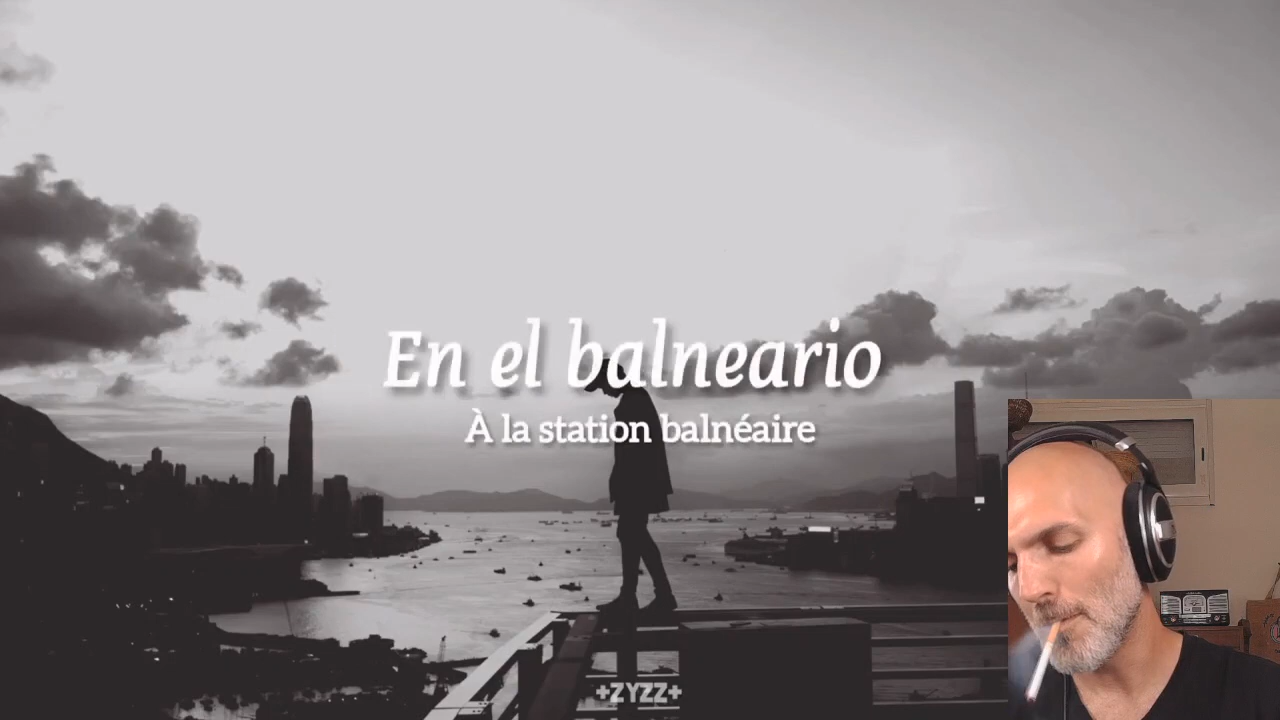 En el balneario
À la station balnéaire
+ZYZZ+